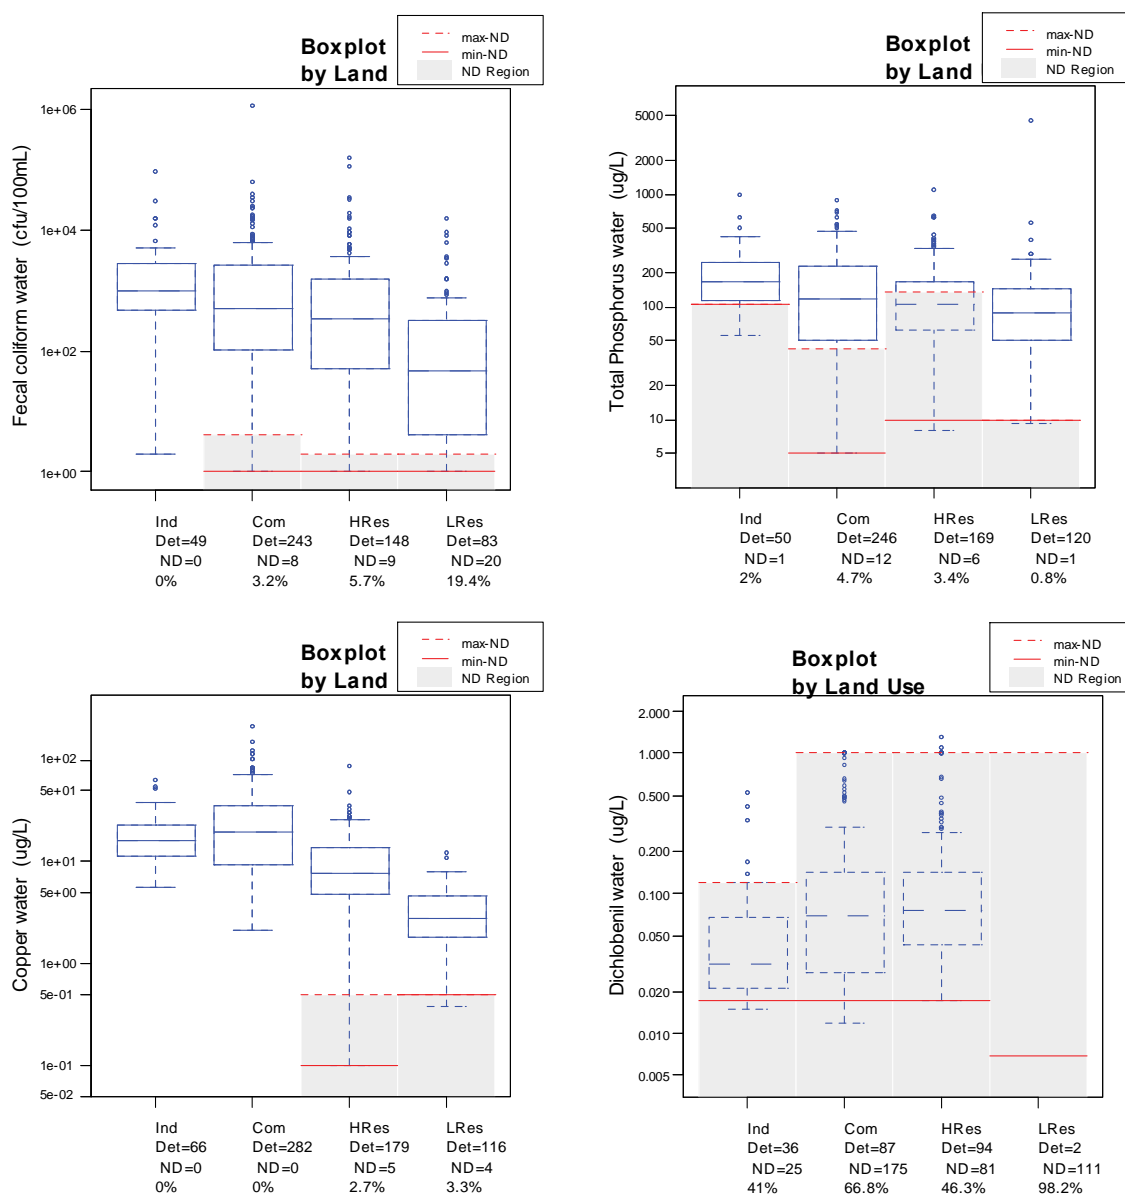 Boxplot
by Land
max-ND
min-ND
ND Region
Fecal coliform water (cfu/100mL)
1e+06
1e+04
1e+02
1e+00
Ind Com HRes LRes
Det=49 Det=243 Det=148 Det=83
ND=0 ND=8 ND=9 ND=20
0% 3.2% 5.7% 19.4%
Boxplot
by Land
max-ND
min-ND
ND Region
Total Phosphorus water (ug/L)
5000
2000
1000
500
200
100
50
20
10
5
Ind Com HRes LRes
Det=50 Det=246 Det=169 Det=120
ND=1 ND=12 ND=6 ND=1
2% 4.7% 3.4% 0.8%
Boxplot
by Land
max-ND
min-ND
ND Region
Copper water (ug/L)
1e+02
5e+01
1e+01
5e+00
1e+00
5e-01
1e-01
5e-02
Ind Com HRes LRes
Det=66 Det=282 Det=179 Det=116
ND=0 ND=0 ND=5 ND=4
0% 0% 2.7% 3.3%
Boxplot
by Land Use
max-ND
min-ND
ND Region
Dichlobenil water (ug/L)
2.000
1.000
0.500
0.200
0.100
0.050
0.020
0.010
0.005
Ind Com HRes LRes
Det=36 Det=87 Det=94 Det=2
ND=25 ND=175 ND=81 ND=111
41% 66.8% 46.3% 98.2%